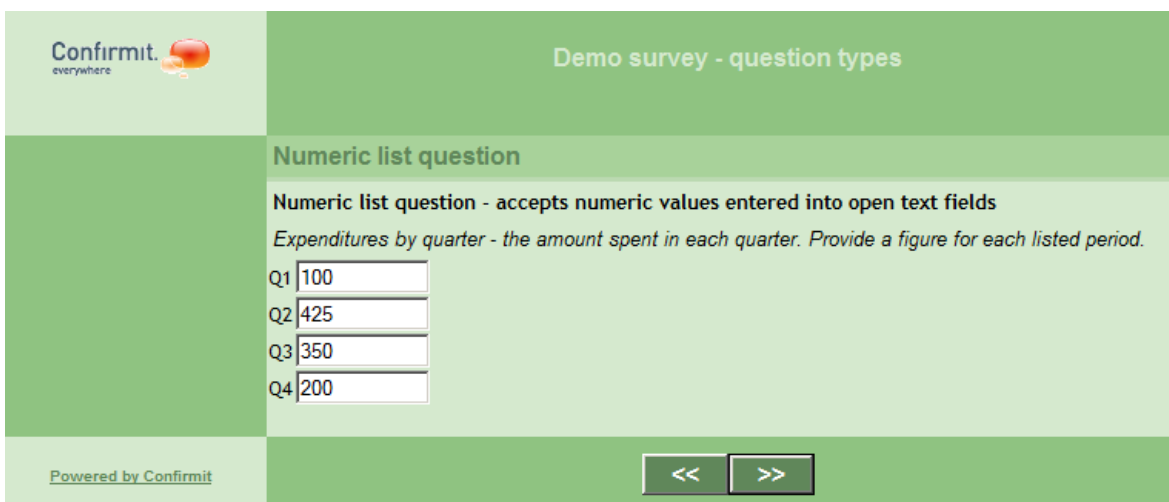 Confirmit.
everywhere
Demo survey - question types
Numeric list question
Numeric list question - accepts numeric values entered into open text fields
Expenditures by quarter - the amount spent in each quarter. Provide a figure for each listed period.
Q1 100
Q2 425
Q3 350
Q4 200
Powered by Confirmit
<< >>